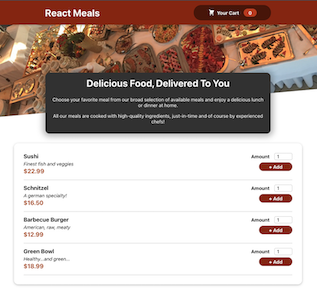 React Meals
Your Cart 0
Delicious Food, Delivered To You
Choose your favorite meal from our broad selection of available meals and enjoy a delicious lunch
or dinner at home.
All our meals are cooked with high-quality ingredients, just-in-time and of course by experienced
chefs!
Sushi
Amount 1
Finest fish and veggies
$22.99
+ Add
Schnitzel
Amount 1
A german specialty!
$16.50
+ Add
Barbecue Burger
Amount 1
American, raw, meaty
$12.99
+ Add
Green Bowl
Amount 1
Healthy...and green...
$18.99
+ Add